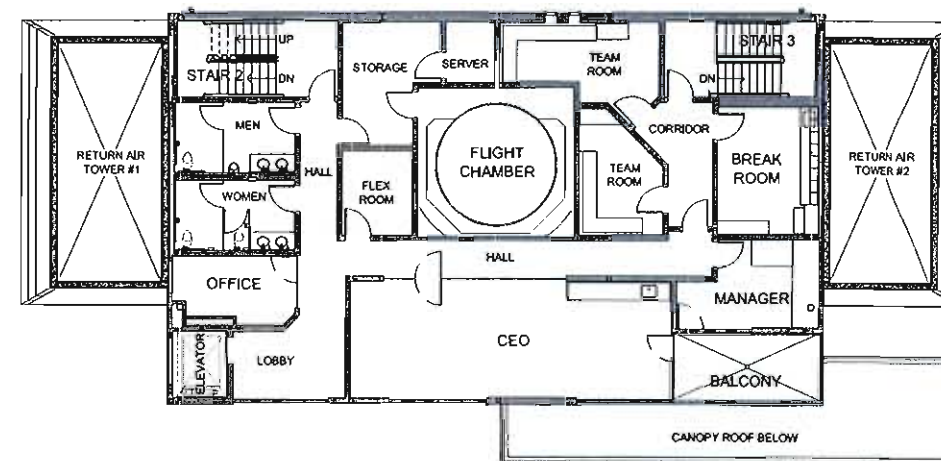 UP
STAIR 2
DN
STORAGE
SERVER
TEAM
ROOM
STAIR 3
DN
MEN
HALL
WOMEN
FLEX
ROOM
FLIGHT
CHAMBER
TEAM
ROOM
CORRIDOR
BREAK
ROOM
RETURN AIR
TOWER #1
RETURN AIR
TOWER #2
HALL
OFFICE
MANAGER
ELEVATOR
LOBBY
CEO
BALCONY
CANOPY ROOF BELOW